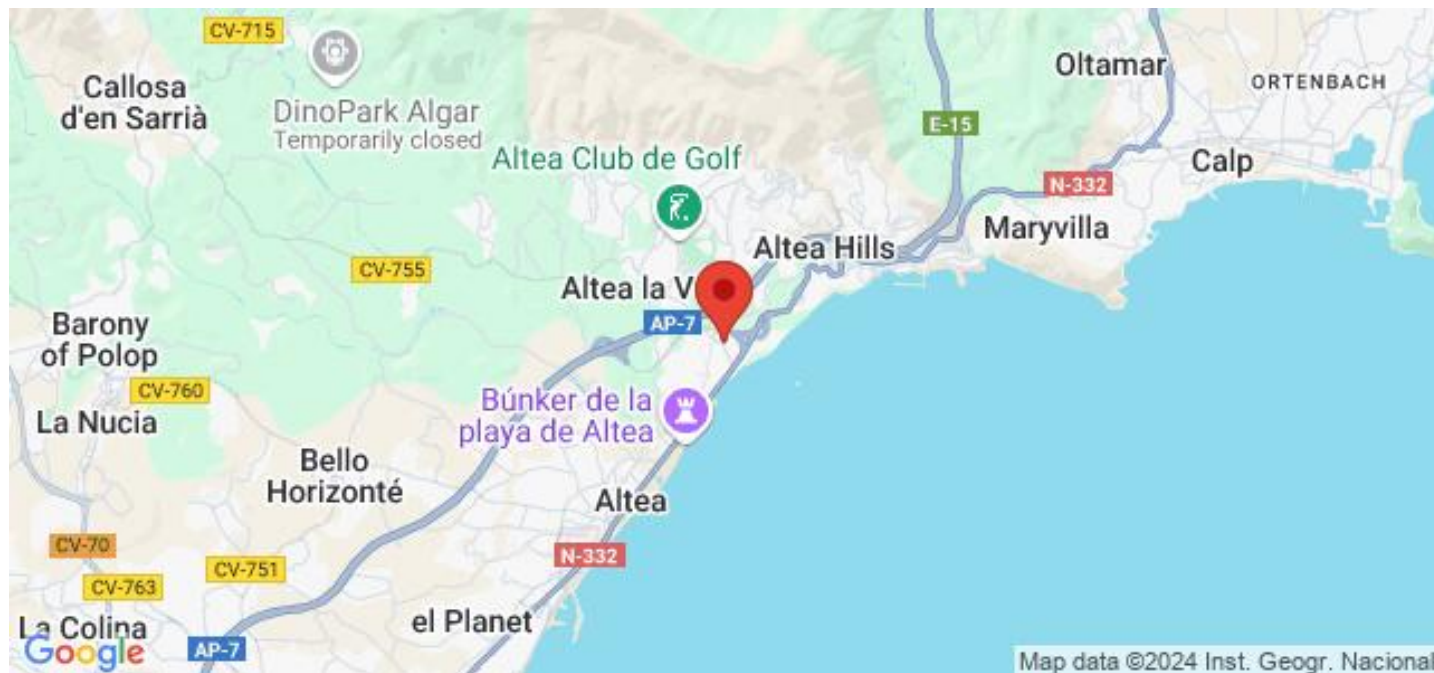 CV-715
Callosa
d'en Sarrià
DinoPark Algar
Temporarily closed
Oltamar
ORTENBACH
E-15
Altea Club de Golf
Calp
N-332
Maryvilla
Altea Hills
CV-755
Altea la V
AP-7
Barony
of Polop
CV-760
La Nucia
Búnker de la
playa de Altea
Bello
Horizonté
Altea
CV-70
N-332
CV-751
CV-763
el Planet
La Colina
AP-7
Google
Map data ©2024 Inst. Geogr. Nacional